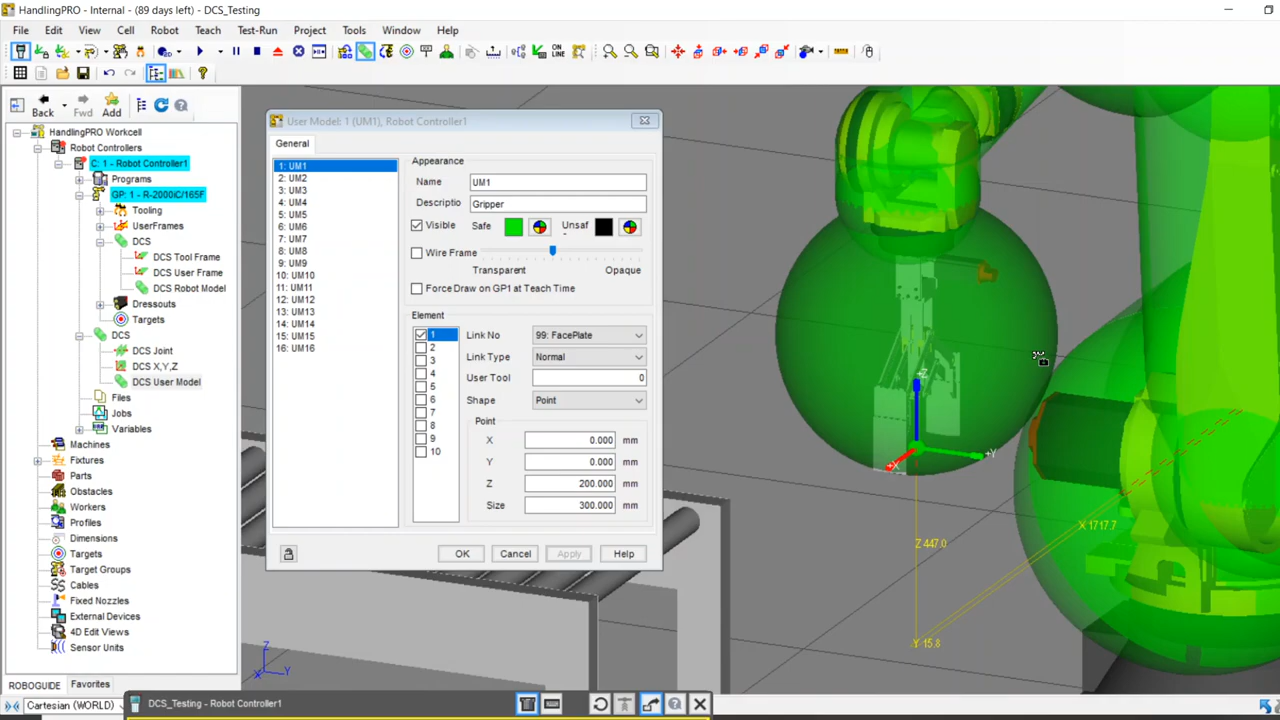 HandlingPRO - Internal - (89 days left) - DCS_Testing
File Edit View Cell Robot Teach Test-Run Project Tools Window Help
ON LINE
Back Fwd Add
HandlingPRO Workcell
Robot Controllers
C: 1 - Robot Controller1
Programs
GP: 1 - R-2000iC/165F
Tooling
UserFrames
DCS
DCS Tool Frame
DCS User Frame
DCS Robot Model
Dressouts
Targets
DCS
DCS Joint
DCS X,Y,Z
DCS User Model
Files
Jobs
Variables
Machines
Fixtures
Parts
Obstacles
Workers
Profiles
Dimensions
Targets
Target Groups
Cables
Fixed Nozzles
External Devices
4D Edit Views
Sensor Units
ROBOGUIDE Favorites
Cartesian (WORLD)
User Model: 1 (UM1), Robot Controller1
General
1: UM1
2: UM2
3: UM3
4: UM4
5: UM5
6: UM6
7: UM7
8: UM8
9: UM9
10: UM10
11: UM11
12: UM12
13: UM13
14: UM14
15: UM15
16: UM16
Appearance
Name UM1
Descriptio Gripper
Visible Safe Unsaf
Wire Frame
Transparent Opaque
Force Draw on GP1 at Teach Time
Element
1
2
3
4
5
6
7
8
9
10
Link No 99: FacePlate
Link Type Normal
User Tool 0
Shape Point
Point
X 0.000 mm
Y 0.000 mm
Z 200.000 mm
Size 300.000 mm
OK Cancel Apply Help
+Z
+Y
+X
X 1717.7
Z 447.0
Y 15.8
Z
X Y
DCS_Testing - Robot Controller1